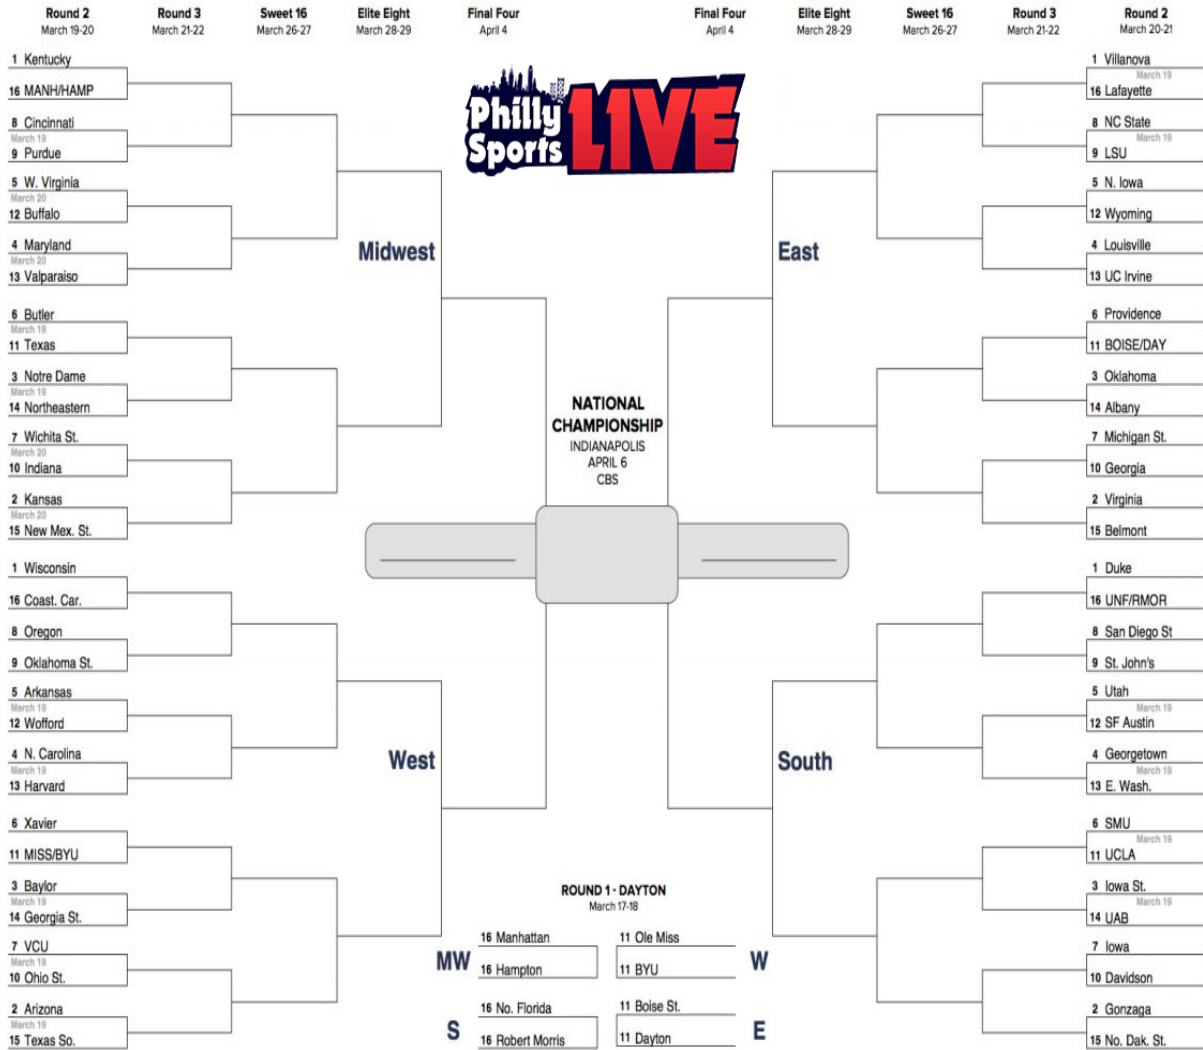 Round 2
March 19-20
Round 3
March 21-22
Sweet 16
March 26-27
Elite Eight
March 28-29
Final Four
April 4
Final Four
April 4
Elite Eight
March 28-29
Sweet 16
March 26-27
Round 3
March 21-22
Round 2
March 20-21
Philly
Sports
L1VE
1 Kentucky
16 MANH/HAMP
8 Cincinnati
March 19
9 Purdue
5 W. Virginia
March 20
12 Buffalo
4 Maryland
March 20
13 Valparaiso
6 Butler
March 19
11 Texas
3 Notre Dame
March 19
14 Northeastern
7 Wichita St.
March 20
10 Indiana
2 Kansas
March 20
15 New Mex. St.
Midwest
1 Wisconsin
16 Coast. Car.
8 Oregon
9 Oklahoma St.
5 Arkansas
March 19
12 Wofford
4 N. Carolina
March 19
13 Harvard
6 Xavier
11 MISS/BYU
3 Baylor
March 19
14 Georgia St.
7 VCU
March 19
10 Ohio St.
2 Arizona
March 19
15 Texas So.
West
NATIONAL
CHAMPIONSHIP
INDIANAPOLIS
APRIL 6
CBS
East
1 Villanova
March 19
16 Lafayette
8 NC State
March 19
9 LSU
5 N. Iowa
12 Wyoming
4 Louisville
13 UC Irvine
6 Providence
11 BOISE/DAY
3 Oklahoma
14 Albany
7 Michigan St.
10 Georgia
2 Virginia
15 Belmont
South
1 Duke
16 UNF/RMOR
8 San Diego St
9 St. John's
5 Utah
March 19
12 SF Austin
4 Georgetown
March 19
13 E. Wash.
6 SMU
March 19
11 UCLA
3 Iowa St.
March 19
14 UAB
7 Iowa
10 Davidson
2 Gonzaga
15 No. Dak. St.
ROUND 1 - DAYTON
March 17-18
MW
16 Manhattan
16 Hampton
11 Ole Miss
11 BYU
W
S
16 No. Florida
16 Robert Morris
11 Boise St.
11 Dayton
E